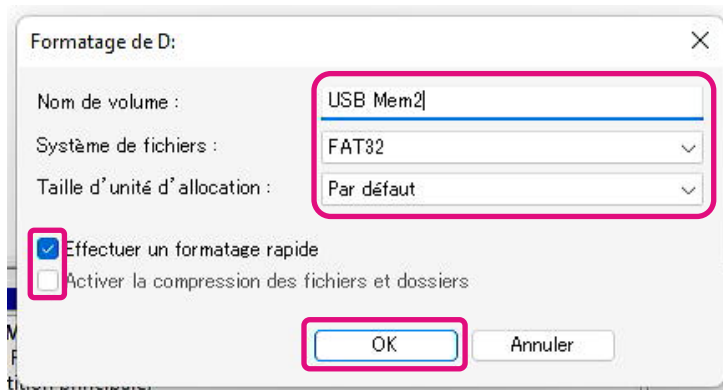 Formatage de D:
Nom de volume :
USB Mem2
Système de fichiers :
FAT32
Taille d'unité d'allocation :
Par défaut
Effectuer un formatage rapide
Activer la compression des fichiers et dossiers
OK
Annuler